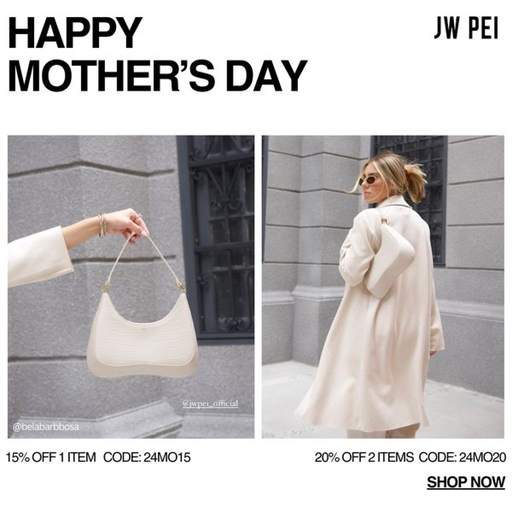 HAPPY
MOTHER'S DAY
JW PEI
@jwpei_official
@belabarbbosa
15% OFF 1 ITEM CODE: 24MO15
20% OFF 2 ITEMS CODE: 24MO20
SHOP NOW